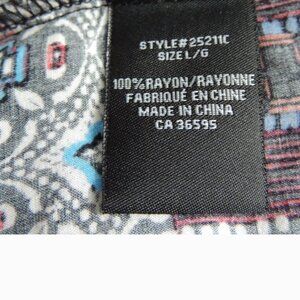 STYLE#25211C
SIZE L/G
100%RAYON/RAYONNE
FABRIQUÉ EN CHINE
MADE IN CHINA
CA 36595